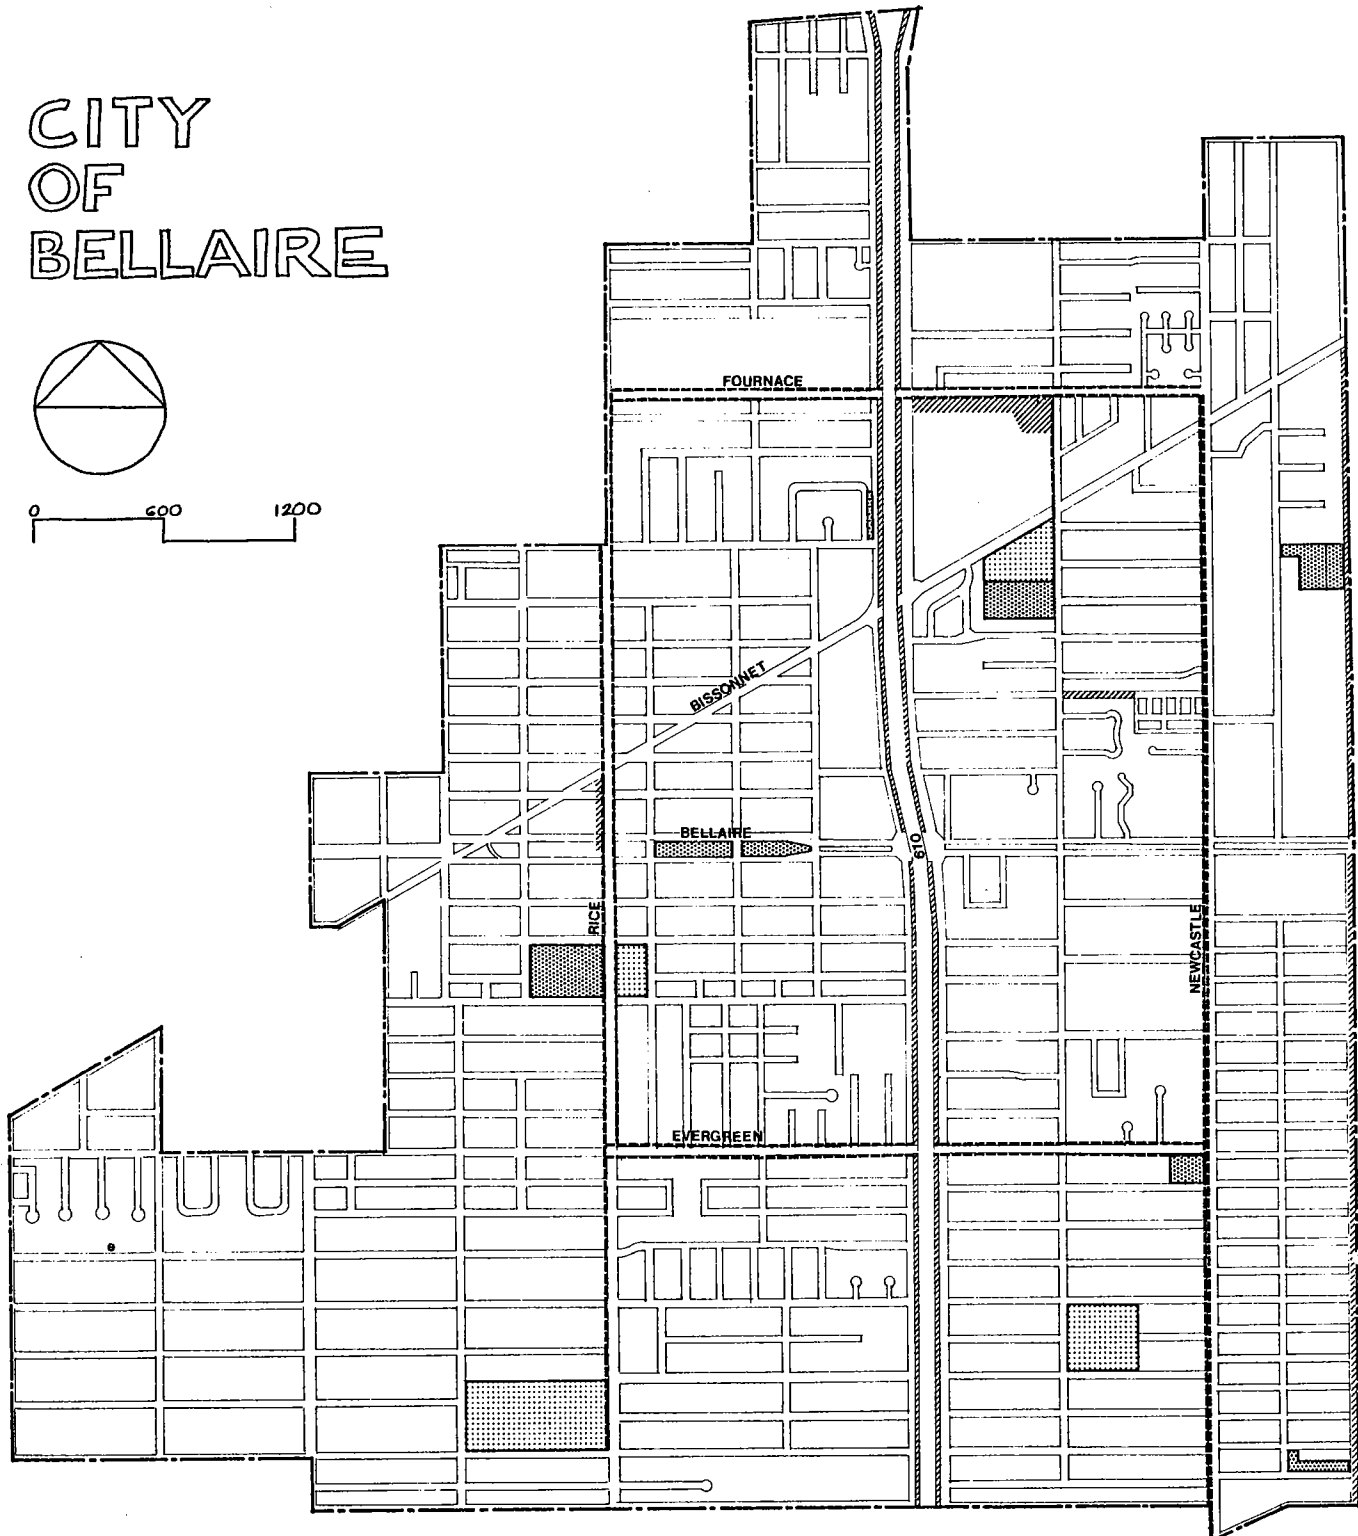 CITY
OF
BELLAIRE
0 600 1200
FOURNACE
BISSONNET
BELLAIRE
610
RICE
NEWCASTLE
EVERGREEN